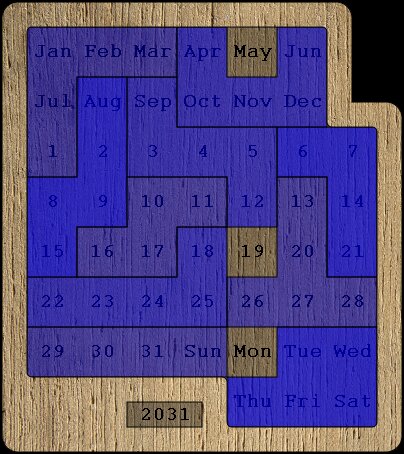 Jan Feb Mar Apr May Jun
Jul Aug Sep Oct Nov Dec
1 2 3 4 5 6 7
8 9 10 11 12 13 14
15 16 17 18 19 20 21
22 23 24 25 26 27 28
29 30 31 Sun Mon Tue Wed
Thu Fri Sat
2031